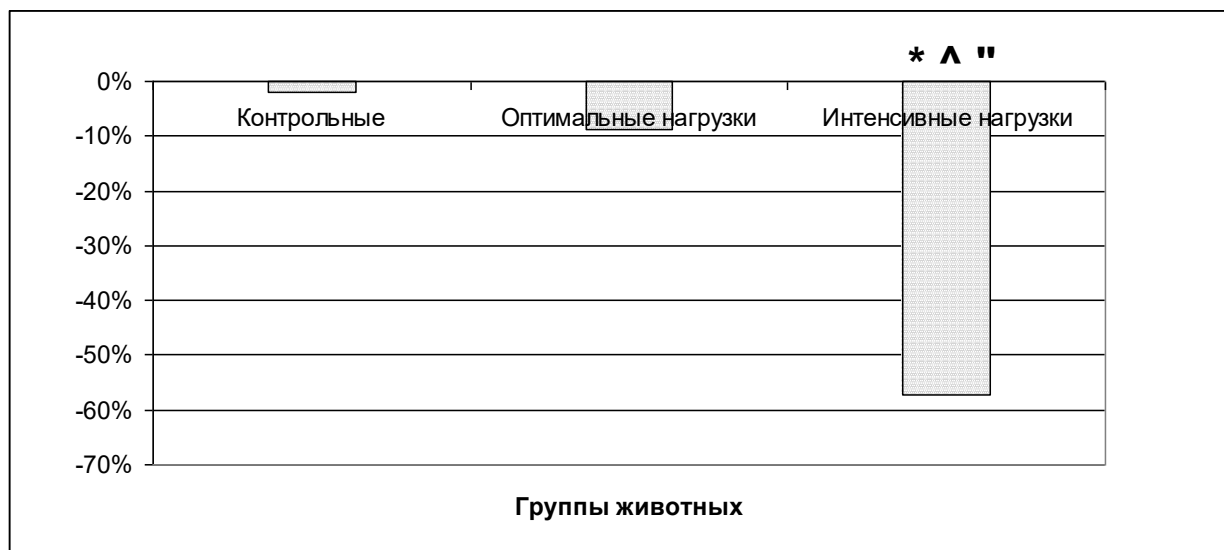 * ^ "
0%
Контрольные Оптимальные нагрузки Интенсивные нагрузки
-10%
-20%
-30%
-40%
-50%
-60%
-70%
Группы животных